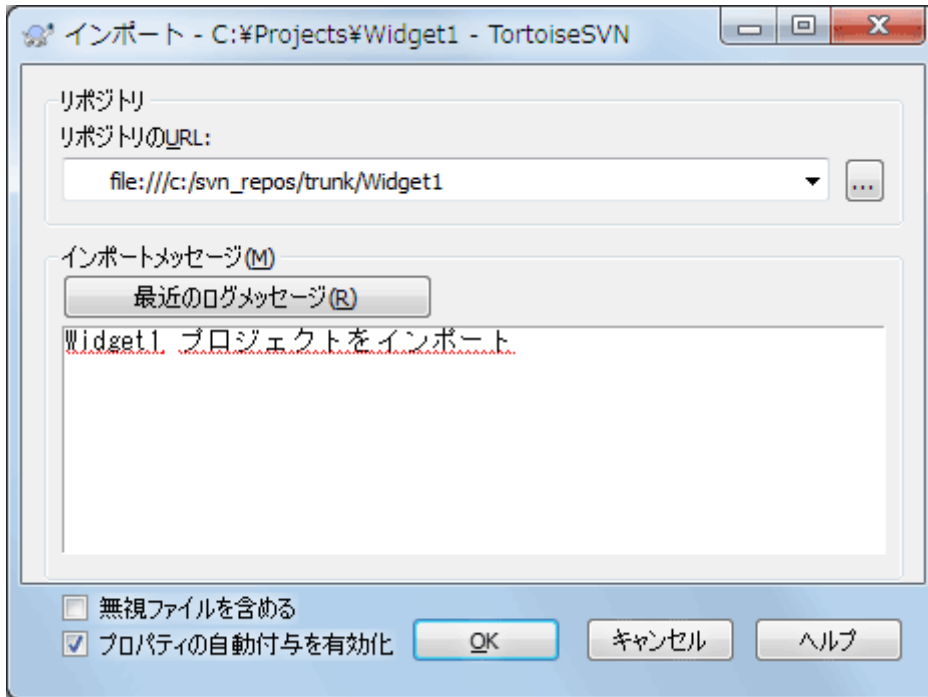 インポート - C:¥Projects¥Widget1 - TortoiseSVN
リポジトリ
リポジトリのURL:
file:///c:/svn_repos/trunk/Widget1
...
インポートメッセージ(M)
最近のログメッセージ(R)
Widget1 プロジェクトをインポート
無視ファイルを含める
プロパティの自動付与を有効化
OK
キャンセル
ヘルプ